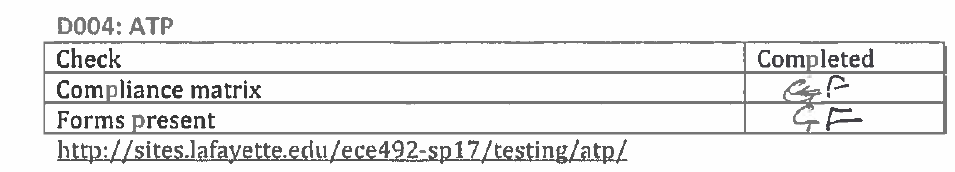 D004: ATP
Check Completed
Compliance matrix GF
Forms present GF
http://sites.lafayette.edu/ece492-sp17/testing/atp/